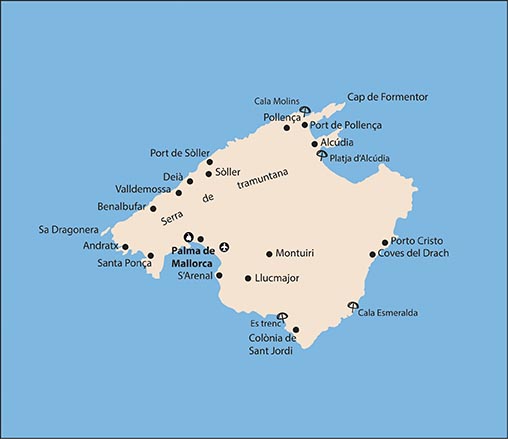 Cala Molins
Cap de Formentor
Pollença
Port de Pollença
Alcúdia
Platja d'Alcúdia
Port de Sòller
Sòller
Deià
Valldemossa
Serra de tramuntana
Benalbufar
Sa Dragonera
Andratx
Santa Ponça
Palma de
Mallorca
S'Arenal
Montuiri
Llucmajor
Porto Cristo
Coves del Drach
Cala Esmeralda
Es trenc
Colònia de
Sant Jordi